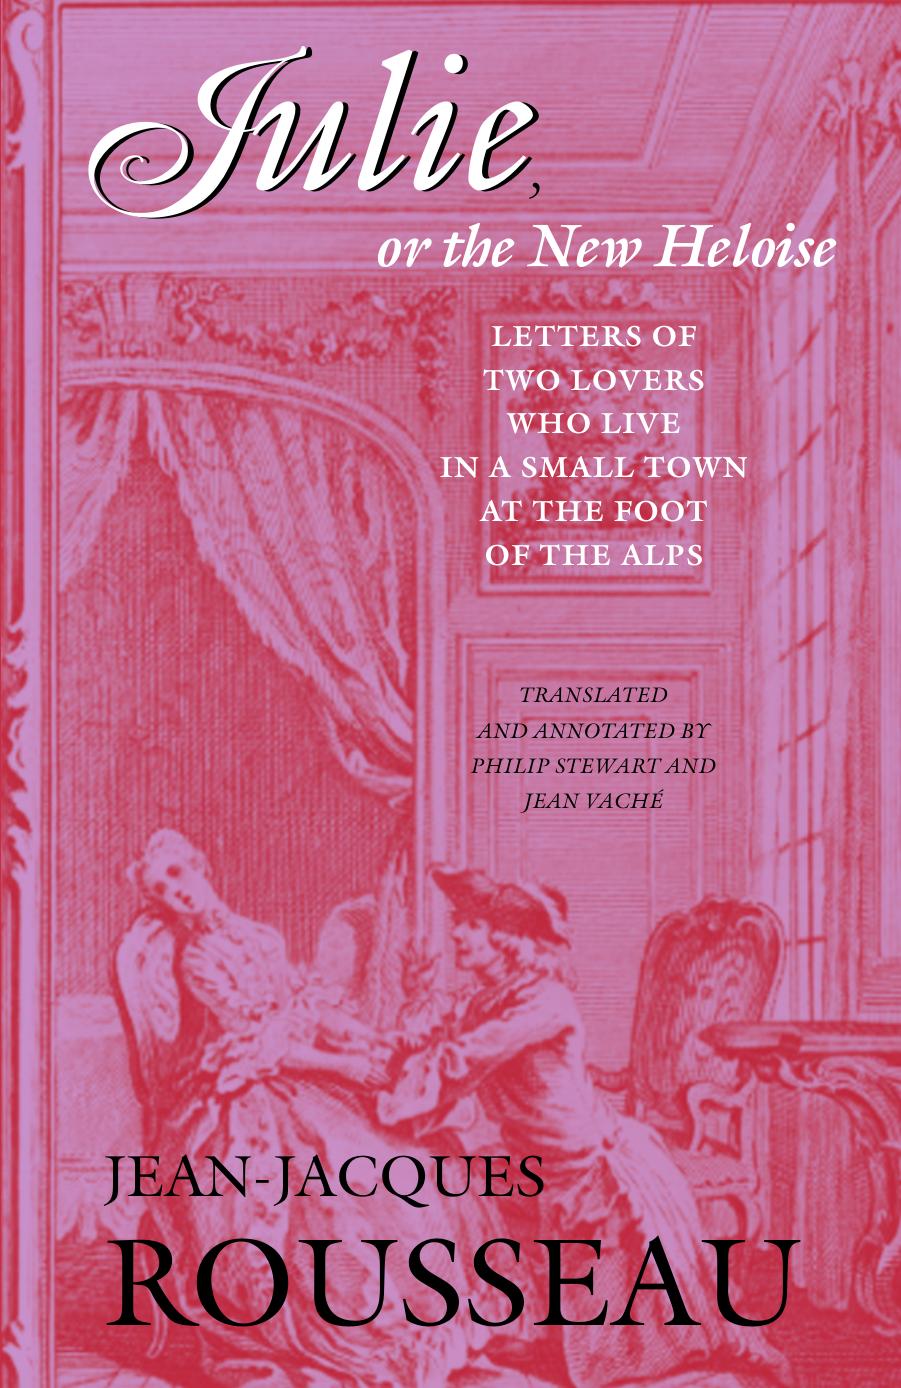 Julie,
or the New Heloise
LETTERS OF
TWO LOVERS
WHO LIVE
IN A SMALL TOWN
AT THE FOOT
OF THE ALPS
TRANSLATED
AND ANNOTATED BY
PHILIP STEWART AND
JEAN VACHÉ
JEAN-JACQUES
ROUSSEAU